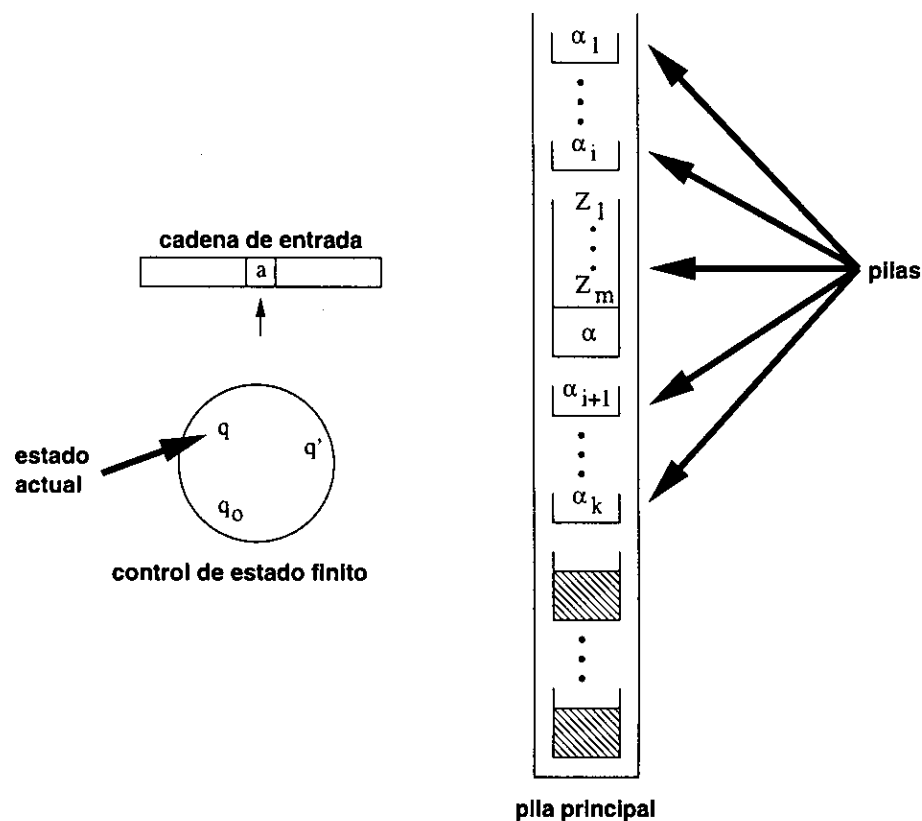 cadena de entrada
a
estado
actual
q
q'
q₀
control de estado finito
α₁
αᵢ
Z₁
Zₘ
α
αᵢ₊₁
αₖ
pilas
pila principal